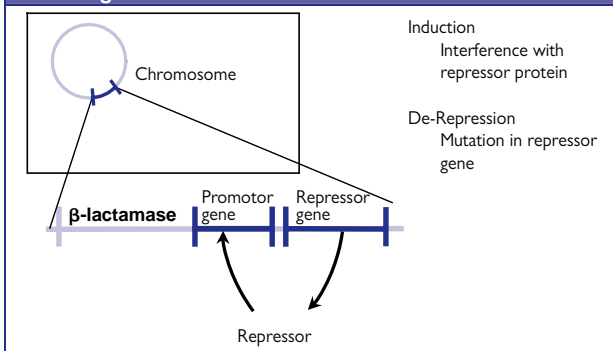 Chromosome
Induction
Interference with
repressor protein
De-Repression
Mutation in repressor
gene
β-lactamase
Promotor
gene
Repressor
gene
Repressor